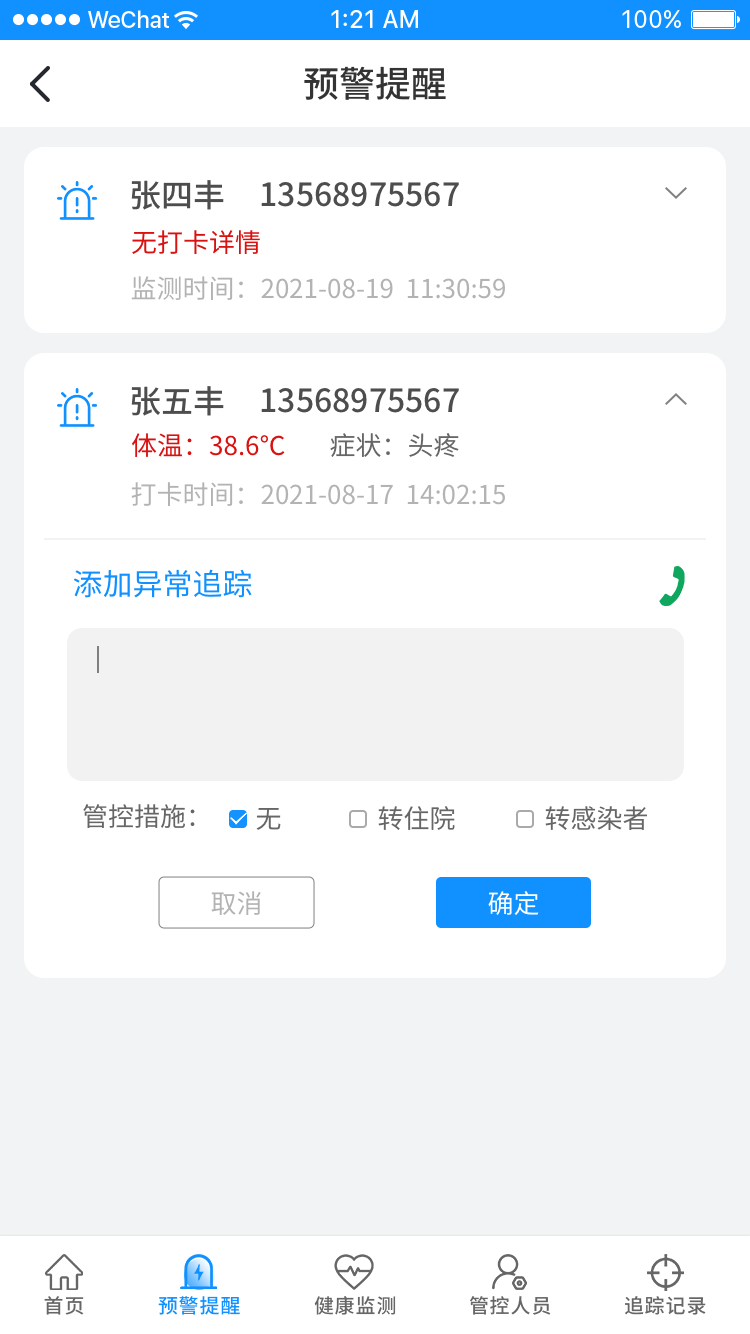 WeChat 1:21 AM 100%
预警提醒
张四丰 13568975567
无打卡详情
监测时间：2021-08-19 11:30:59
张五丰 13568975567
体温：38.6℃ 症状：头疼
打卡时间：2021-08-17 14:02:15
添加异常追踪
管控措施： 无 转住院 转感染者
取消 确定
首页 预警提醒 健康监测 管控人员 追踪记录